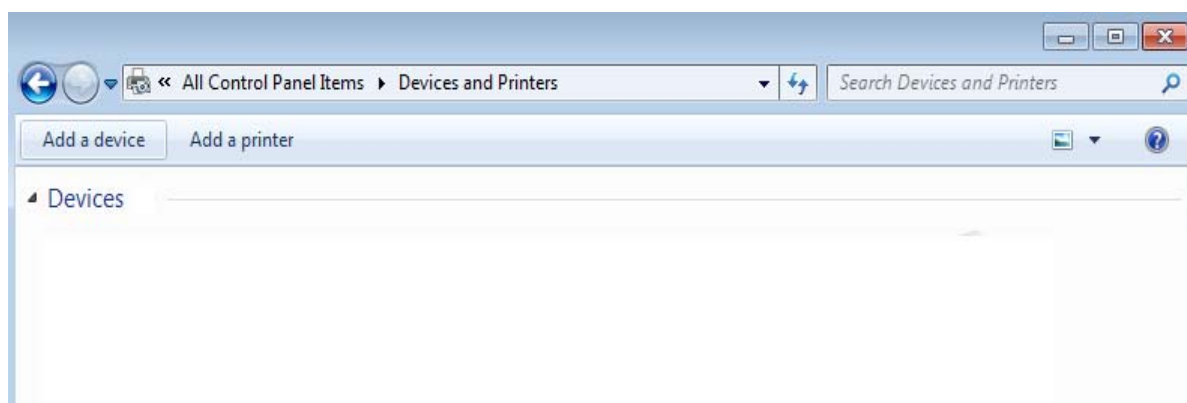 « All Control Panel Items ▸ Devices and Printers Search Devices and Printers
Add a device Add a printer
Devices